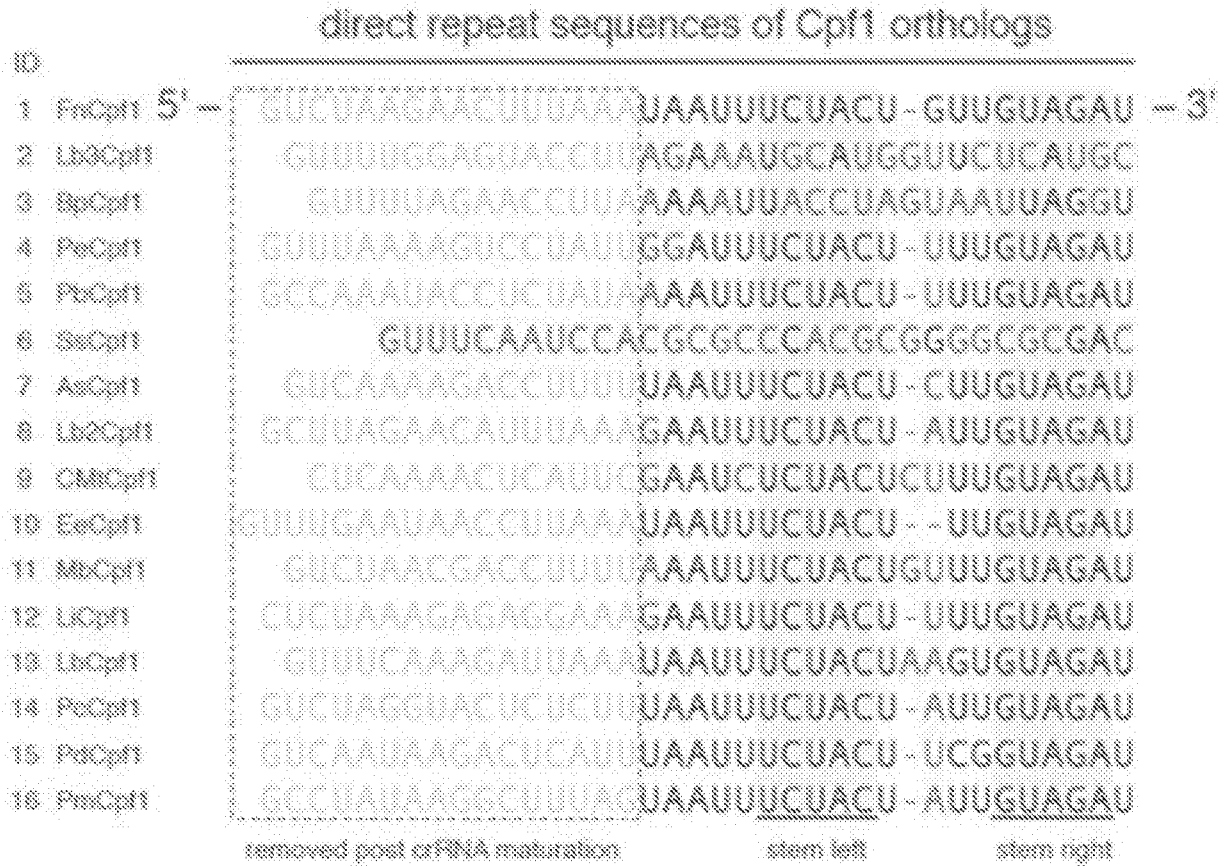 direct repeat sequences of Cpf1 orthologs
ID
1 FnCpf1 5' – GUCUAAGAACUUUAAAUAAUUUCUACU-GUUGUAGAU – 3'
2 Lb3Cpf1 GUUUUGGAGUACCUUAGAAAUGCAUGGUUCUCAUGC
3 BpCpf1 GUUUUAGAACCUUAAAAAUUACCUAGUAAUUAGGU
4 PeCpf1 GUUUAAAAGUCCUAUUGGAUUUCUACU-UUUGUAGAU
5 PbCpf1 GCCAAAUACCUCUAUAAAAUUUCUACU-UUUGUAGAU
6 SsCpf1 GUUUCAAUCCACGCGCCCACGCGGGGCGCGAC
7 AsCpf1 GUCAAAAGACCUUUUUAAUUUCUACU-CUUGUAGAU
8 Lb2Cpf1 GCUUAGAACAUUUAAAGAAUUUCUACU-AUUGUAGAU
9 CMtCpf1 CUCAAAACUCAUUCGAAUCUCUACUCUUUGUAGAU
10 EeCpf1 GUUUGAAUAACCUUAAAUAAUUUCUACU--UUGUAGAU
11 MbCpf1 GUCUAACGACCUUUUAAAUUUCUACUGUUUGUAGAU
12 LiCpf1 CUCUAAAGAGAGGAAAGAAUUUCUACU-UUUGUAGAU
13 LbCpf1 GUUUCAAAGAUUAAAUAAUUUCUACUAAGUGUAGAU
14 PcCpf1 GUCUAGGUACUCUCUUUAAUUUCUACU-AUUGUAGAU
15 PdCpf1 GUCAAUAAGACUCAUUUAAUUUCUACU-UCGGUAGAU
16 PmCpf1 GCCUAUAAGGCUUUAGUAAUUUCUACU-AUUGUAGAU
removed post crRNA maturation stem left stem right